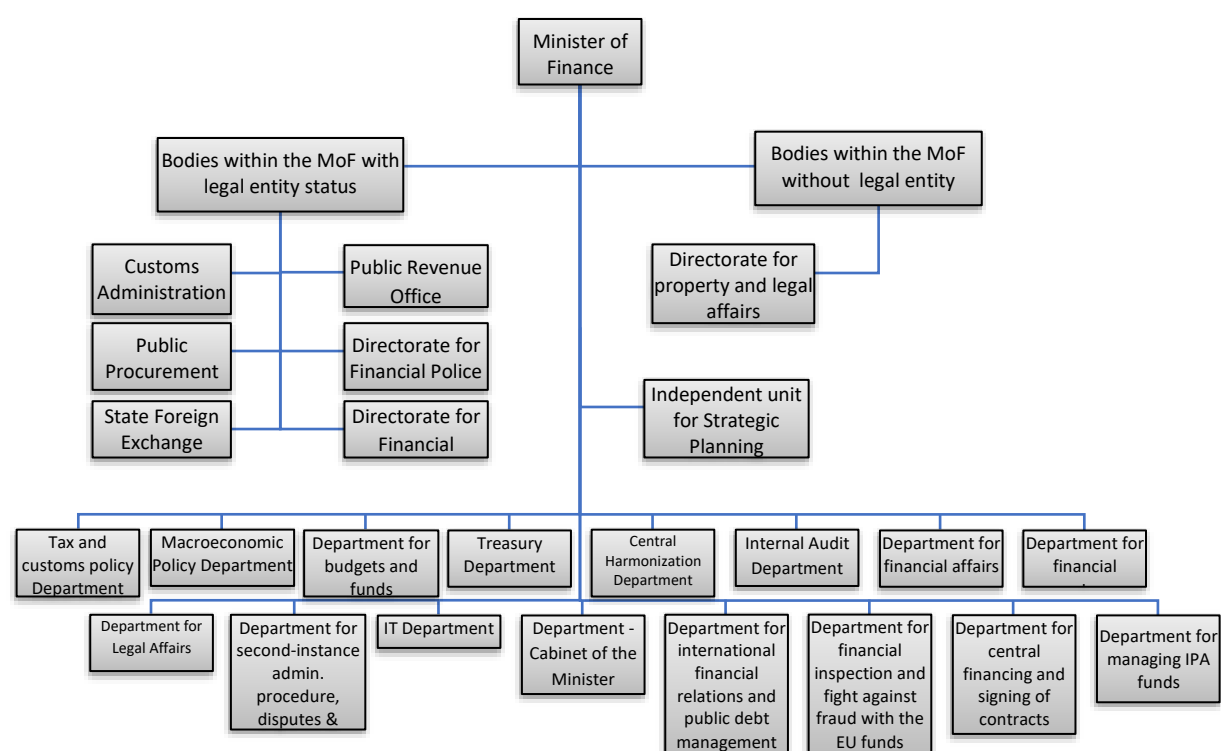 Minister of
Finance
Bodies within the MoF with
legal entity status
Bodies within the MoF
without legal entity
Customs
Administration
Public Revenue
Office
Directorate for
property and legal
affairs
Public
Procurement
Directorate for
Financial Police
State Foreign
Exchange
Directorate for
Financial
Independent unit
for Strategic
Planning
Tax and
customs policy
Department
Macroeconomic
Policy Department
Department for
budgets and
funds
Treasury
Department
Central
Harmonization
Department
Internal Audit
Department
Department for
financial affairs
Department for
financial
Department for
Legal Affairs
Department for
second-instance
admin.
procedure,
disputes &
IT Department
Department -
Cabinet of the
Minister
Department for
international
financial
relations and
public debt
management
Department for
financial
inspection and
fight against
fraud with the
EU funds
Department for
central
financing and
signing of
contracts
Department for
managing IPA
funds